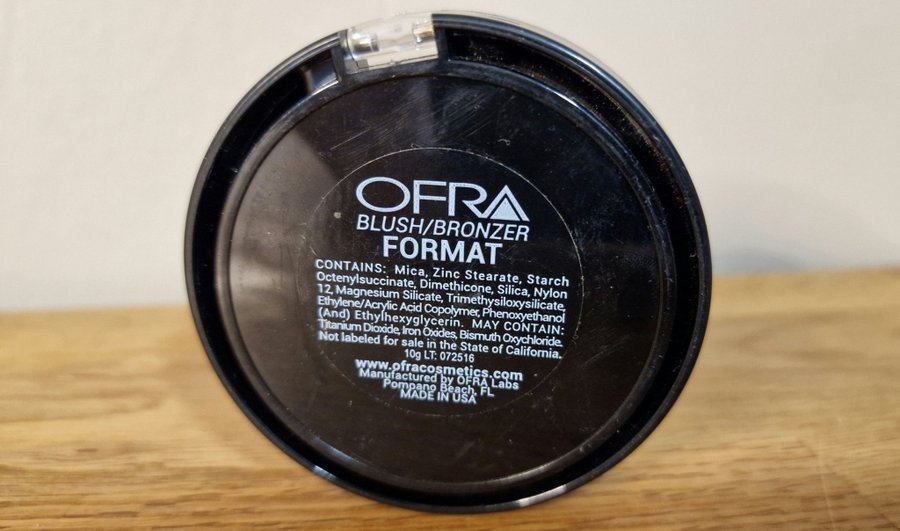 OFRA
BLUSH/BRONZER
FORMAT
CONTAINS: Mica, Zinc Stearate, Starch
Octenylsuccinate, Dimethicone, Silica, Nylon
12, Magnesium Silicate, Trimethysiloxysilicate,
Ethylene/Acrylic Acid Copolymer, Phenoxyethanol
(And) Ethylhexyglycerin. MAY CONTAIN:
Titanium Dioxide, Iron Oxides, Bismuth Oxychloride.
Not labeled for sale in the State of California.
10g LT: 072516
www.ofracosmetics.com
Manufactured by OFRA Labs
Pompano Beach, FL
MADE IN USA